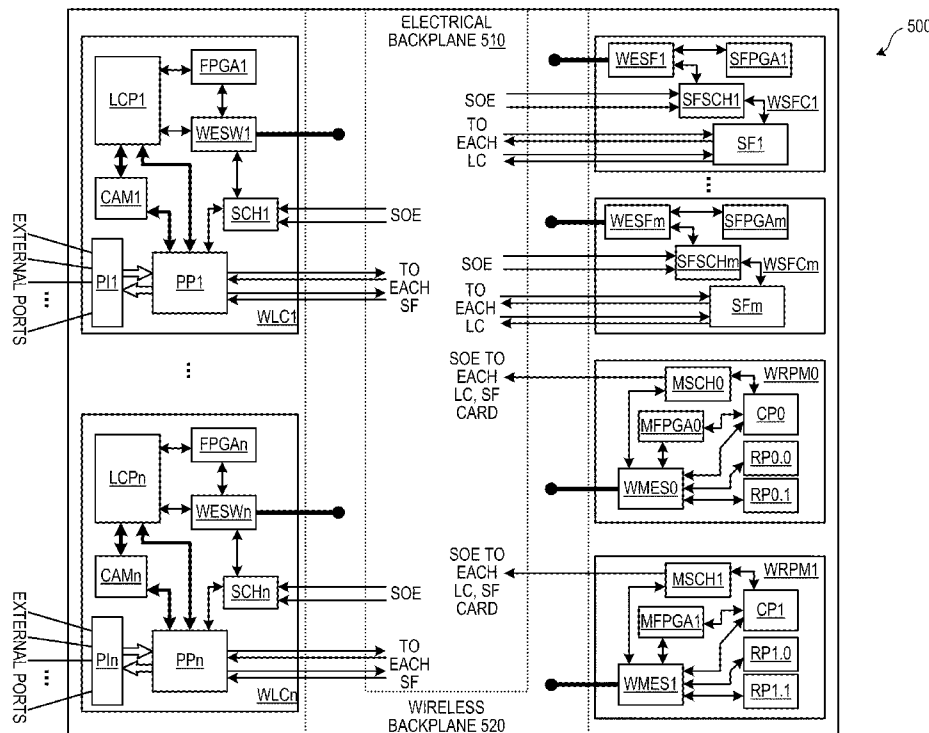 ELECTRICAL
BACKPLANE 510
500
LCP1
FPGA1
WESW1
CAM1
SCH1
SOE
EXTERNAL PORTS
...
PI1
PP1
TO
EACH
SF
WLC1
...
LCPn
FPGAn
WESWn
CAMn
SCHn
SOE
EXTERNAL PORTS
...
PIn
PPn
TO
EACH
SF
WLCn
WESF1
SFPGA1
SOE
SFSCH1
WSFC1
TO
EACH
LC
SF1
...
WESFm
SFPGAm
SOE
SFSCHm
WSFCm
TO
EACH
LC
SFm
SOE TO
EACH
LC, SF
CARD
MSCH0
WRPM0
MFPGA0
CP0
RP0.0
WMES0
RP0.1
SOE TO
EACH
LC, SF
CARD
MSCH1
WRPM1
MFPGA1
CP1
RP1.0
WMES1
RP1.1
WIRELESS
BACKPLANE 520